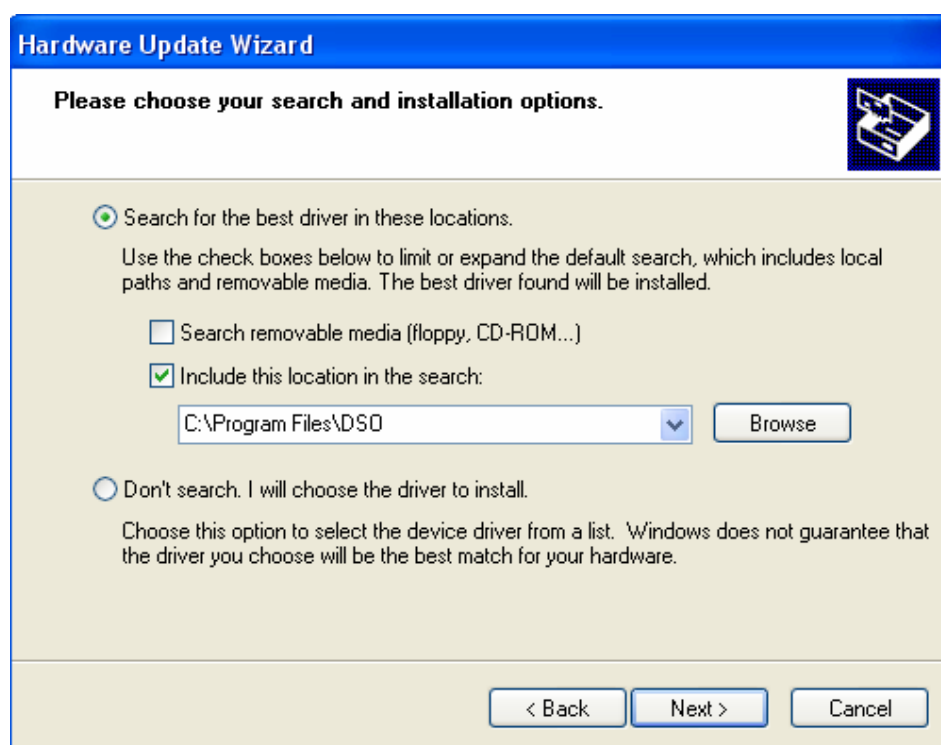 Hardware Update Wizard
Please choose your search and installation options.
Search for the best driver in these locations.
Use the check boxes below to limit or expand the default search, which includes local
paths and removable media. The best driver found will be installed.
Search removable media (floppy, CD-ROM...)
Include this location in the search:
C:\Program Files\DSO
Browse
Don't search. I will choose the driver to install.
Choose this option to select the device driver from a list.  Windows does not guarantee that
the driver you choose will be the best match for your hardware.
< Back
Next >
Cancel